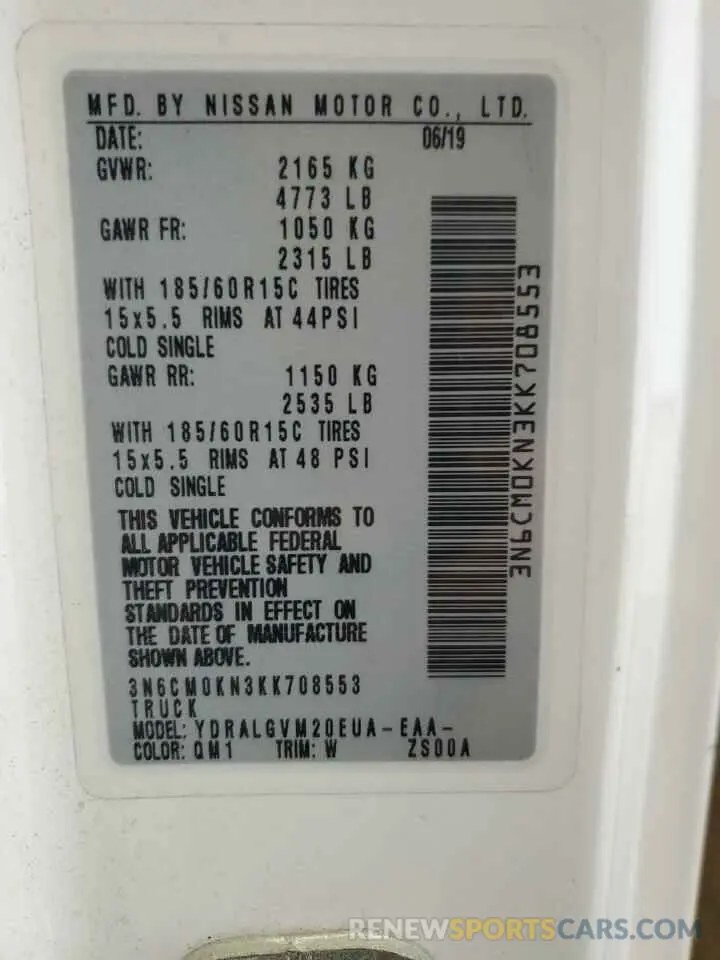 MFD. BY NISSAN MOTOR CO., LTD.
DATE: 06/19
GVWR: 2165 KG
4773 LB
GAWR FR: 1050 KG
2315 LB
WITH 185/60R15C TIRES
15x5.5 RIMS AT 44PSI
COLD SINGLE
GAWR RR: 1150 KG
2535 LB
WITH 185/60R15C TIRES
15x5.5 RIMS AT 48 PSI
COLD SINGLE
THIS VEHICLE CONFORMS TO
ALL APPLICABLE FEDERAL
MOTOR VEHICLE SAFETY AND
THEFT PREVENTION
STANDARDS IN EFFECT ON
THE DATE OF MANUFACTURE
SHOWN ABOVE.
3N6CM0KN3KK708553
TRUCK
MODEL: YDRALGVM20EUA-EAA-
COLOR: QM1 TRIM: W ZS00A
3N6CM0KN3KK708553
RENEWSPORTSCARS.COM